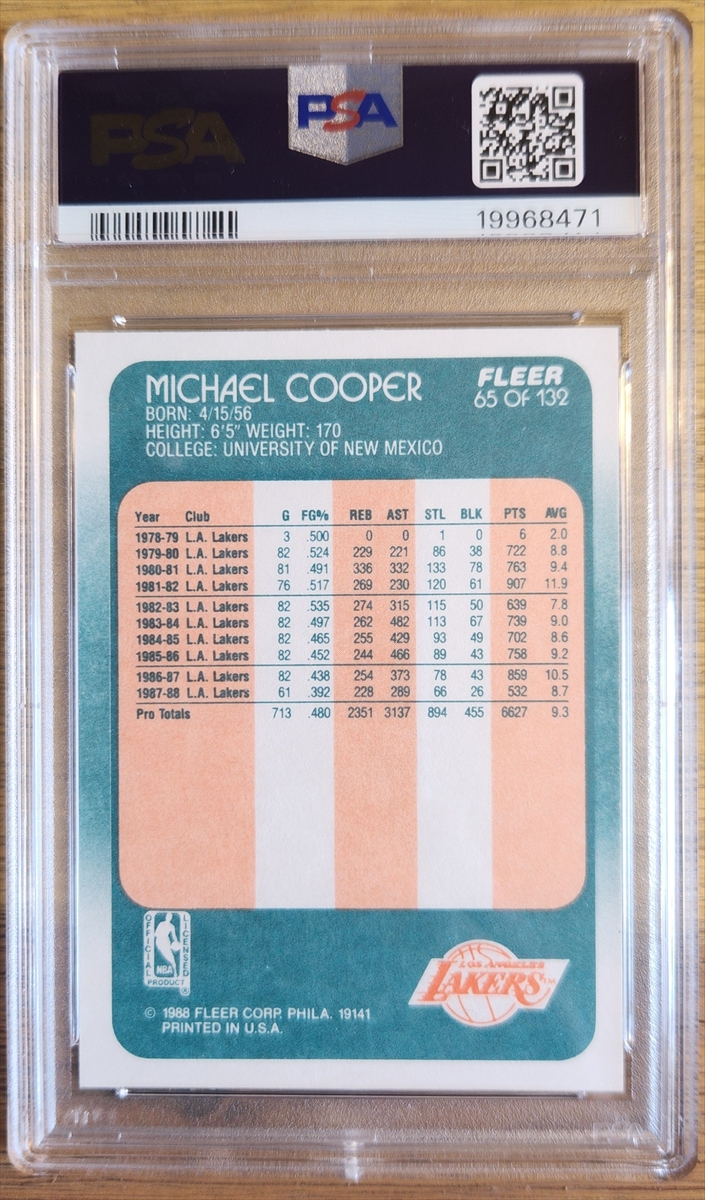 PSA PSA
19968471
MICHAEL COOPER FLEER
65 OF 132
BORN: 4/15/56
HEIGHT: 6'5" WEIGHT: 170
COLLEGE: UNIVERSITY OF NEW MEXICO
Year Club G FG% REB AST STL BLK PTS AVG
1978-79 L.A. Lakers 3 .500 0 0 1 0 6 2.0
1979-80 L.A. Lakers 82 .524 229 221 86 38 722 8.8
1980-81 L.A. Lakers 81 .491 336 332 133 78 763 9.4
1981-82 L.A. Lakers 76 .517 269 230 120 61 907 11.9
1982-83 L.A. Lakers 82 .535 274 315 115 50 639 7.8
1983-84 L.A. Lakers 82 .497 262 482 113 67 739 9.0
1984-85 L.A. Lakers 82 .465 255 429 93 49 702 8.6
1985-86 L.A. Lakers 82 .452 244 466 89 43 758 9.2
1986-87 L.A. Lakers 82 .438 254 373 78 43 859 10.5
1987-88 L.A. Lakers 61 .392 228 289 66 26 532 8.7
Pro Totals 713 .480 2351 3137 894 455 6627 9.3
OFFICIAL LICENSED
NBA
PRODUCT ®
LOS ANGELES
LAKERS™
© 1988 FLEER CORP. PHILA. 19141
PRINTED IN U.S.A.